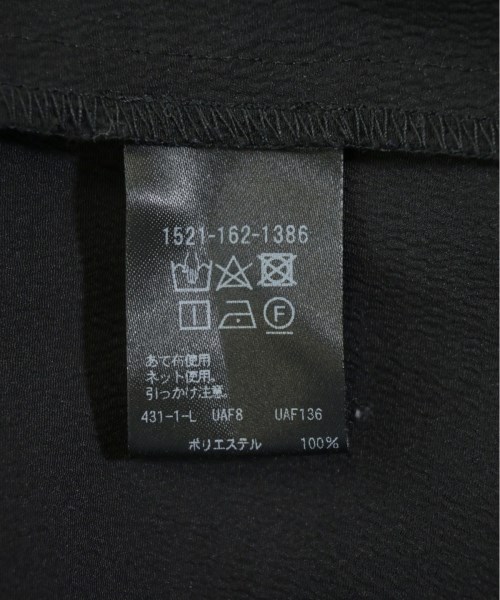 1521-162-1386
F
あて布使用
ネット使用。
引っかけ注意。
431-1-L UAF8 UAF136
ポリエステル 100%